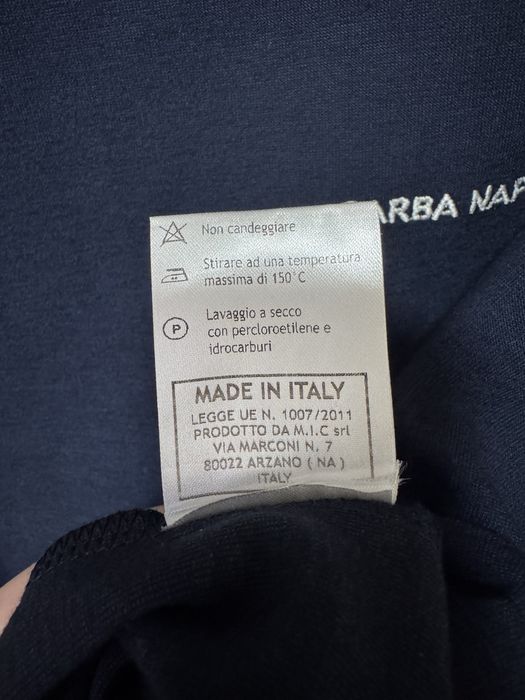 ARBA NAP
Non candeggiare
Stirare ad una temperatura
massima di 150°C
P
Lavaggio a secco
con percloroetilene e
idrocarburi
MADE IN ITALY
LEGGE UE N. 1007/2011
PRODOTTO DA M.I.C srl
VIA MARCONI N. 7
80022 ARZANO ( NA )
ITALY